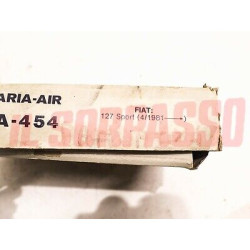 ARIA-AIR
A-454
FIAT:
127 Sport (4/1981→)
IL SORPASSO